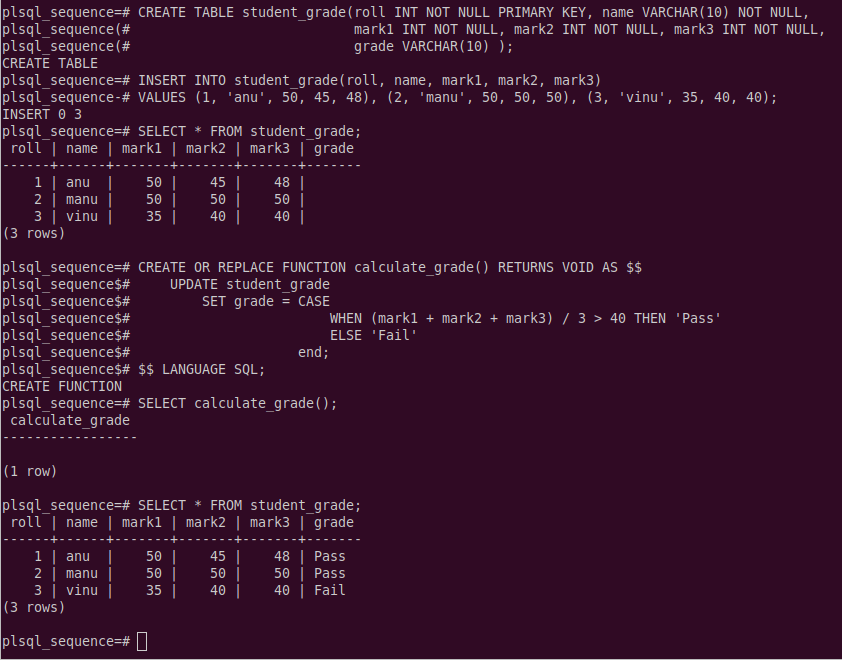 plsql_sequence=# CREATE TABLE student_grade(roll INT NOT NULL PRIMARY KEY, name VARCHAR(10) NOT NULL,
plsql_sequence(#                            mark1 INT NOT NULL, mark2 INT NOT NULL, mark3 INT NOT NULL,
plsql_sequence(#                            grade VARCHAR(10) );
CREATE TABLE
plsql_sequence=# INSERT INTO student_grade(roll, name, mark1, mark2, mark3)
plsql_sequence-# VALUES (1, 'anu', 50, 45, 48), (2, 'manu', 50, 50, 50), (3, 'vinu', 35, 40, 40);
INSERT 0 3
plsql_sequence=# SELECT * FROM student_grade;
 roll | name | mark1 | mark2 | mark3 | grade
------+------+-------+-------+-------+-------
    1 | anu  |    50 |    45 |    48 |
    2 | manu |    50 |    50 |    50 |
    3 | vinu |    35 |    40 |    40 |
(3 rows)

plsql_sequence=# CREATE OR REPLACE FUNCTION calculate_grade() RETURNS VOID AS $$
plsql_sequence$#     UPDATE student_grade
plsql_sequence$#         SET grade = CASE
plsql_sequence$#                         WHEN (mark1 + mark2 + mark3) / 3 > 40 THEN 'Pass'
plsql_sequence$#                         ELSE 'Fail'
plsql_sequence$#                     end;
plsql_sequence$# $$ LANGUAGE SQL;
CREATE FUNCTION
plsql_sequence=# SELECT calculate_grade();
 calculate_grade
-----------------

(1 row)

plsql_sequence=# SELECT * FROM student_grade;
 roll | name | mark1 | mark2 | mark3 | grade
------+------+-------+-------+-------+-------
    1 | anu  |    50 |    45 |    48 | Pass
    2 | manu |    50 |    50 |    50 | Pass
    3 | vinu |    35 |    40 |    40 | Fail
(3 rows)

plsql_sequence=#